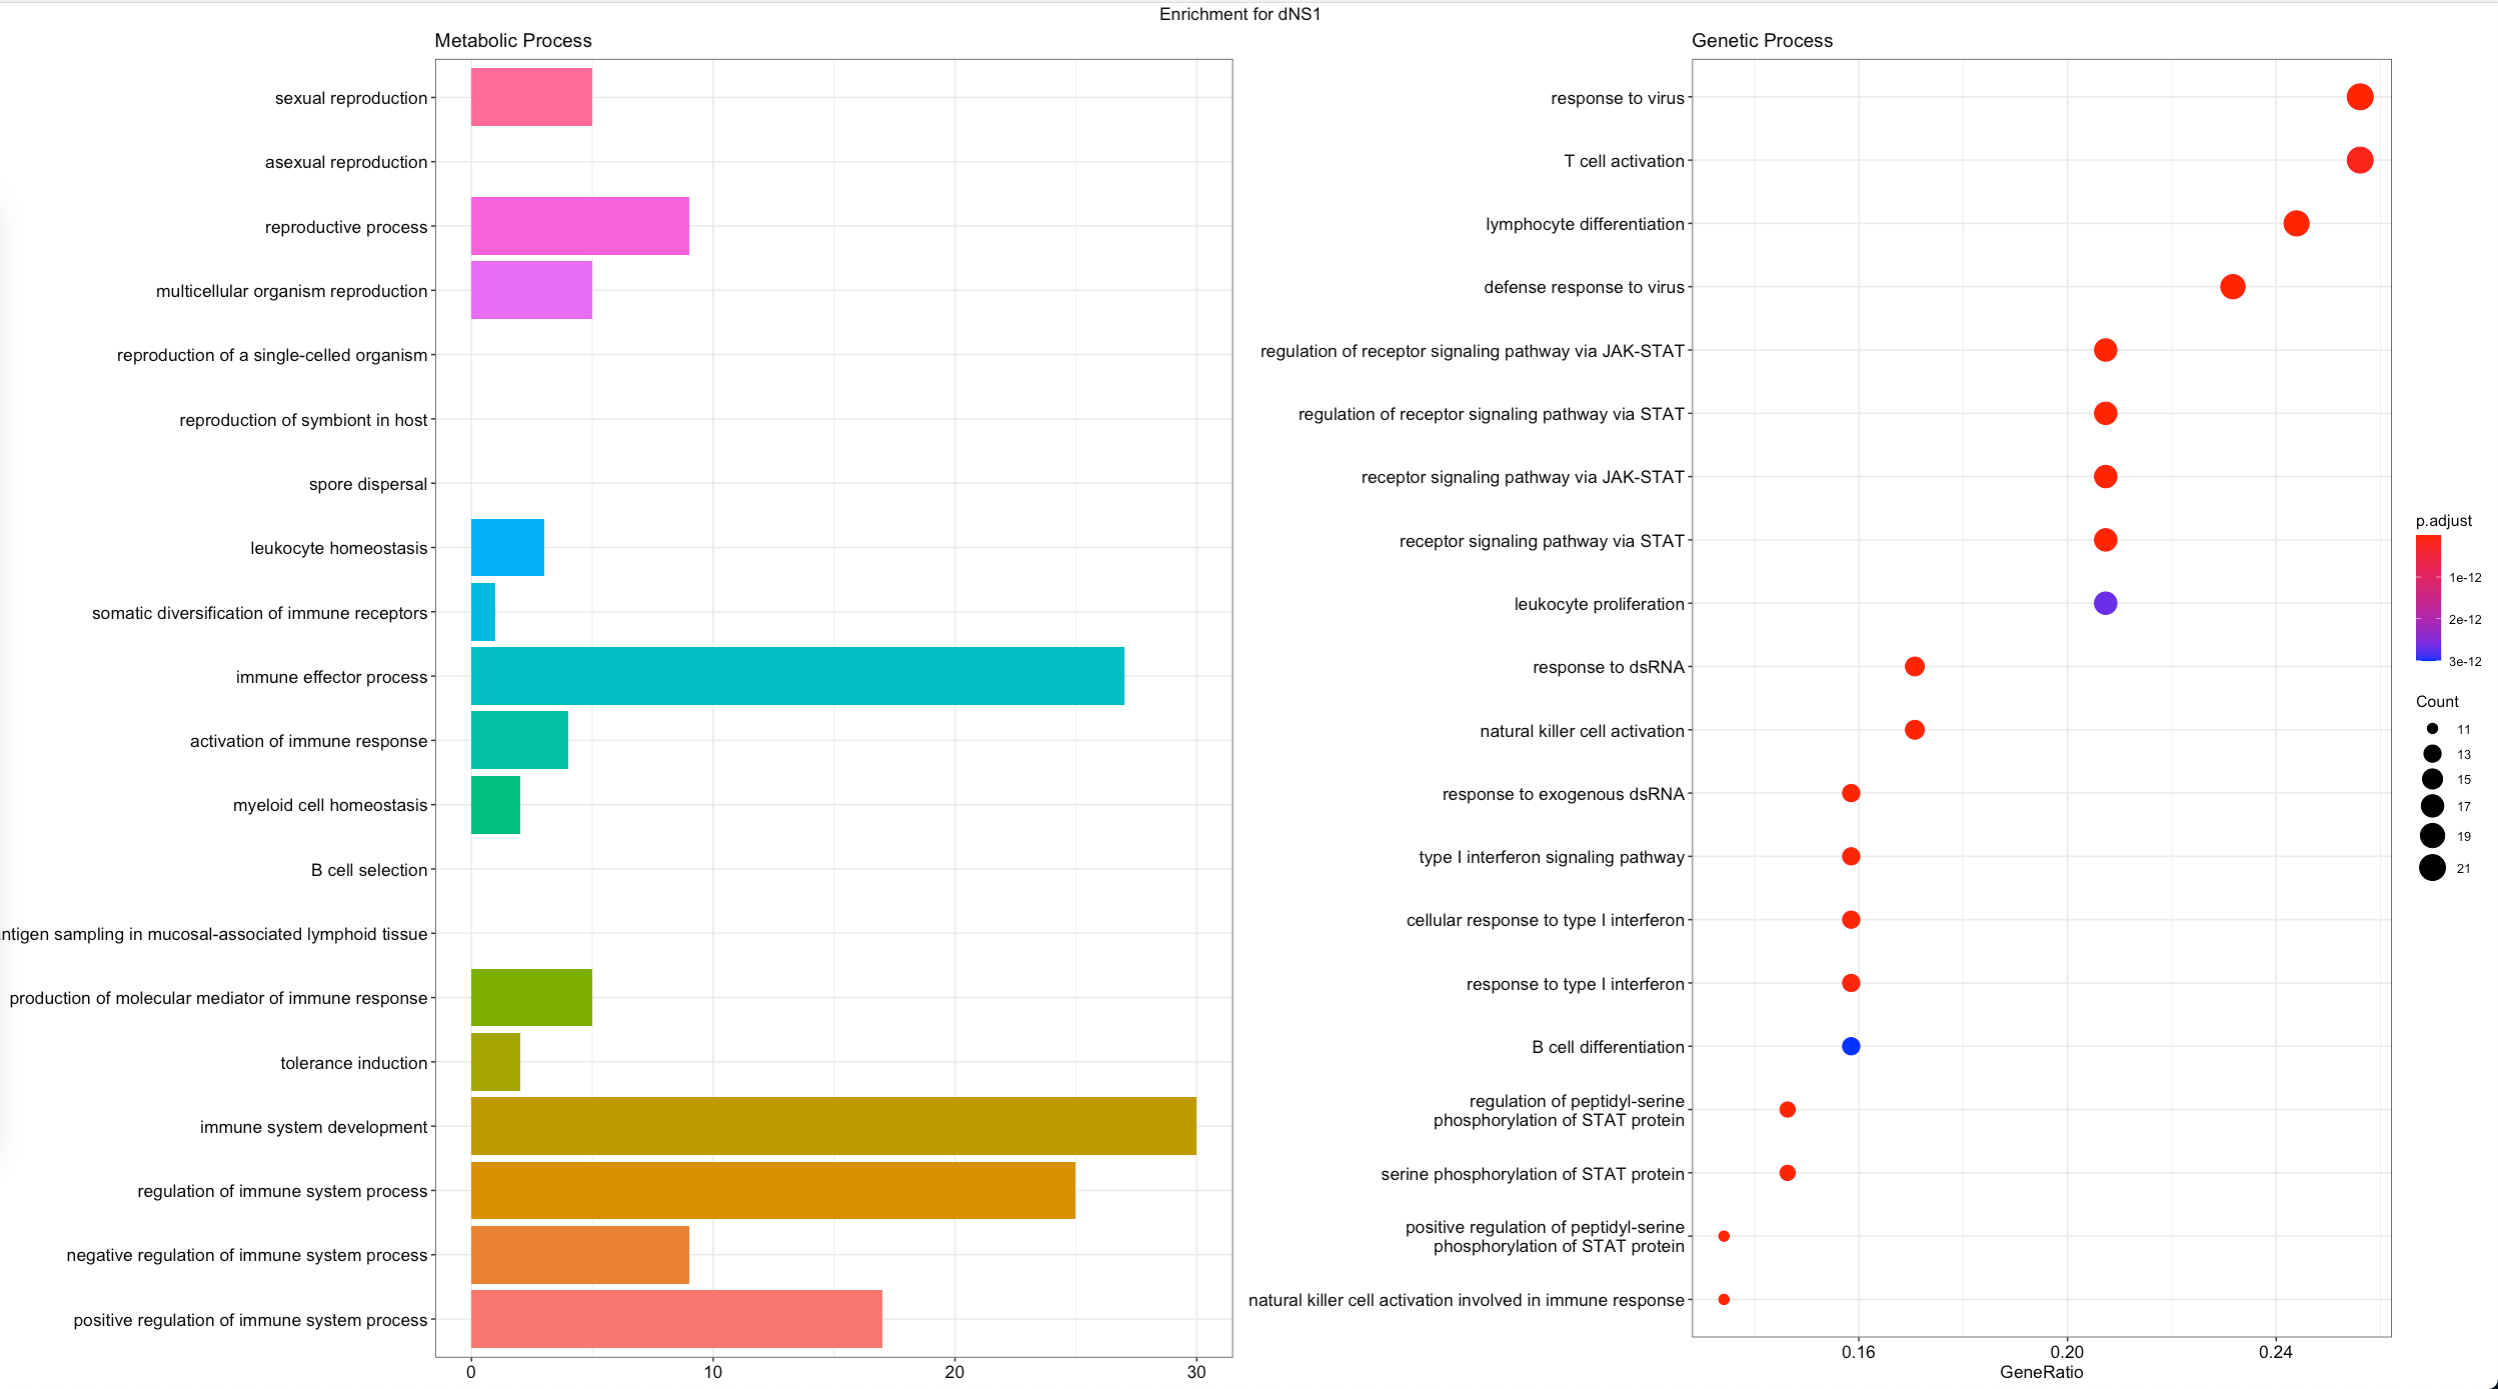 Enrichment for dNS1
Metabolic Process
sexual reproduction
asexual reproduction
reproductive process
multicellular organism reproduction
reproduction of a single-celled organism
reproduction of symbiont in host
spore dispersal
leukocyte homeostasis
somatic diversification of immune receptors
immune effector process
activation of immune response
myeloid cell homeostasis
B cell selection
ntigen sampling in mucosal-associated lymphoid tissue
production of molecular mediator of immune response
tolerance induction
immune system development
regulation of immune system process
negative regulation of immune system process
positive regulation of immune system process
0 10 20 30
Genetic Process
response to virus
T cell activation
lymphocyte differentiation
defense response to virus
regulation of receptor signaling pathway via JAK-STAT
regulation of receptor signaling pathway via STAT
receptor signaling pathway via JAK-STAT
receptor signaling pathway via STAT
leukocyte proliferation
response to dsRNA
natural killer cell activation
response to exogenous dsRNA
type I interferon signaling pathway
cellular response to type I interferon
response to type I interferon
B cell differentiation
regulation of peptidyl-serine
phosphorylation of STAT protein
serine phosphorylation of STAT protein
positive regulation of peptidyl-serine
phosphorylation of STAT protein
natural killer cell activation involved in immune response
0.16 0.20 0.24
GeneRatio
p.adjust
1e-12
2e-12
3e-12
Count
11
13
15
17
19
21